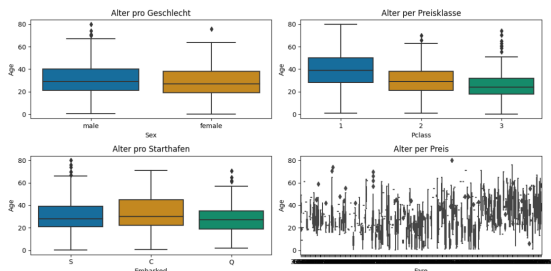 Alter pro Geschlecht
Age
80
60
40
20
0
male
female
Sex
Alter per Preisklasse
Age
80
60
40
20
0
1
2
3
Pclass
Alter pro Starthafen
Age
80
60
40
20
0
S
C
Q
Embarked
Alter per Preis
Age
80
60
40
20
0
Fare